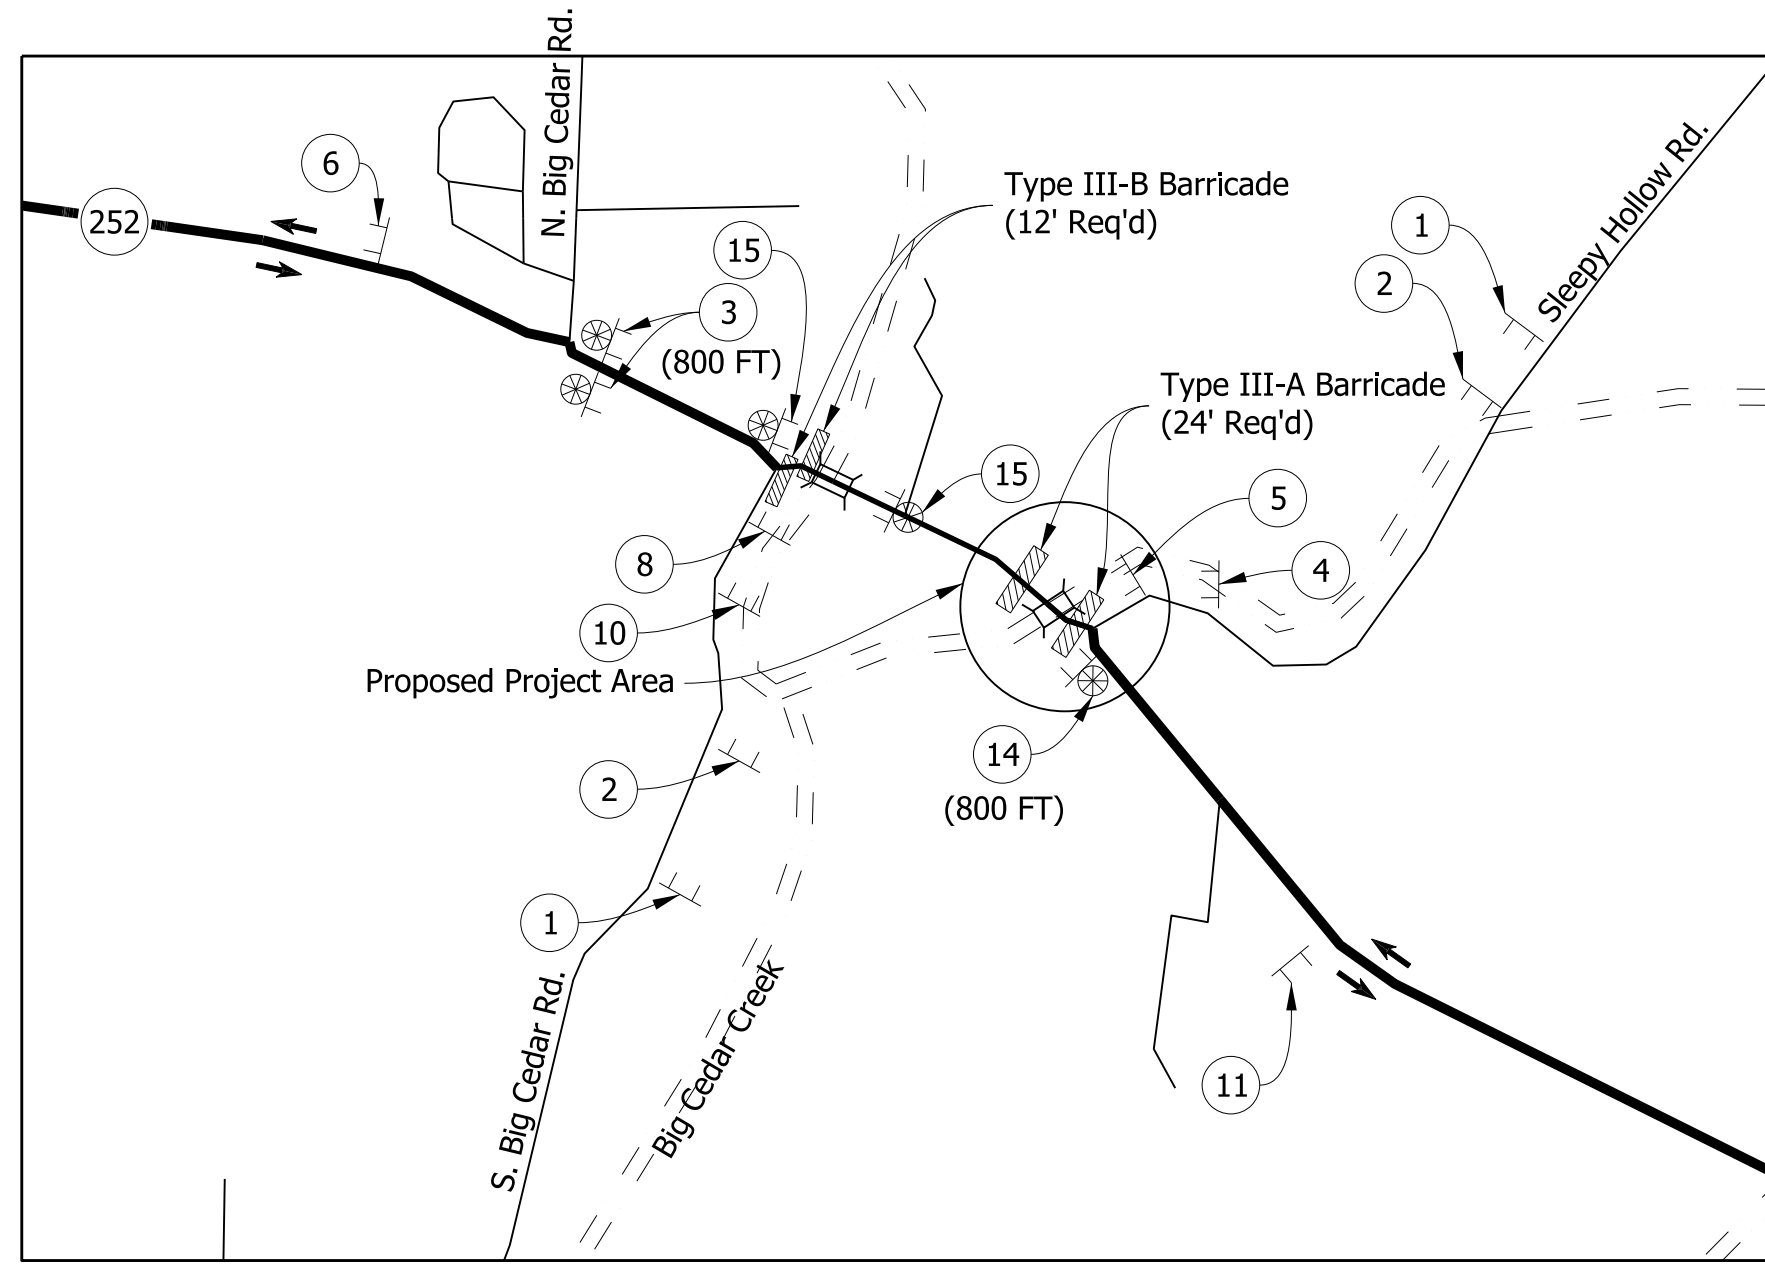 N. Big Cedar Rd.
Sleepy Hollow Rd.
6
252
Type III-B Barricade
(12' Req'd)
1
15
2
3
(800 FT)
Type III-A Barricade
(24' Req'd)
15
5
8
4
10
Proposed Project Area
14
(800 FT)
2
1
S. Big Cedar Rd.
Big Cedar Creek
11